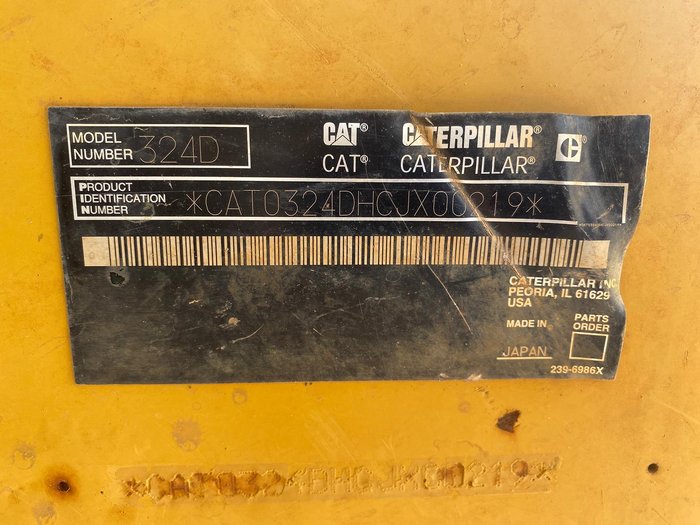 MODEL
NUMBER 324D
CAT® CATERPILLAR® C
CAT® CATERPILLAR®
PRODUCT
IDENTIFICATION
NUMBER
*CAT0324DHCJX00219*
CATERPILLAR INC
PEORIA, IL 61629
USA
MADE IN
JAPAN
PARTS
ORDER
239-6986X
*CAT0324DHCJX00219*